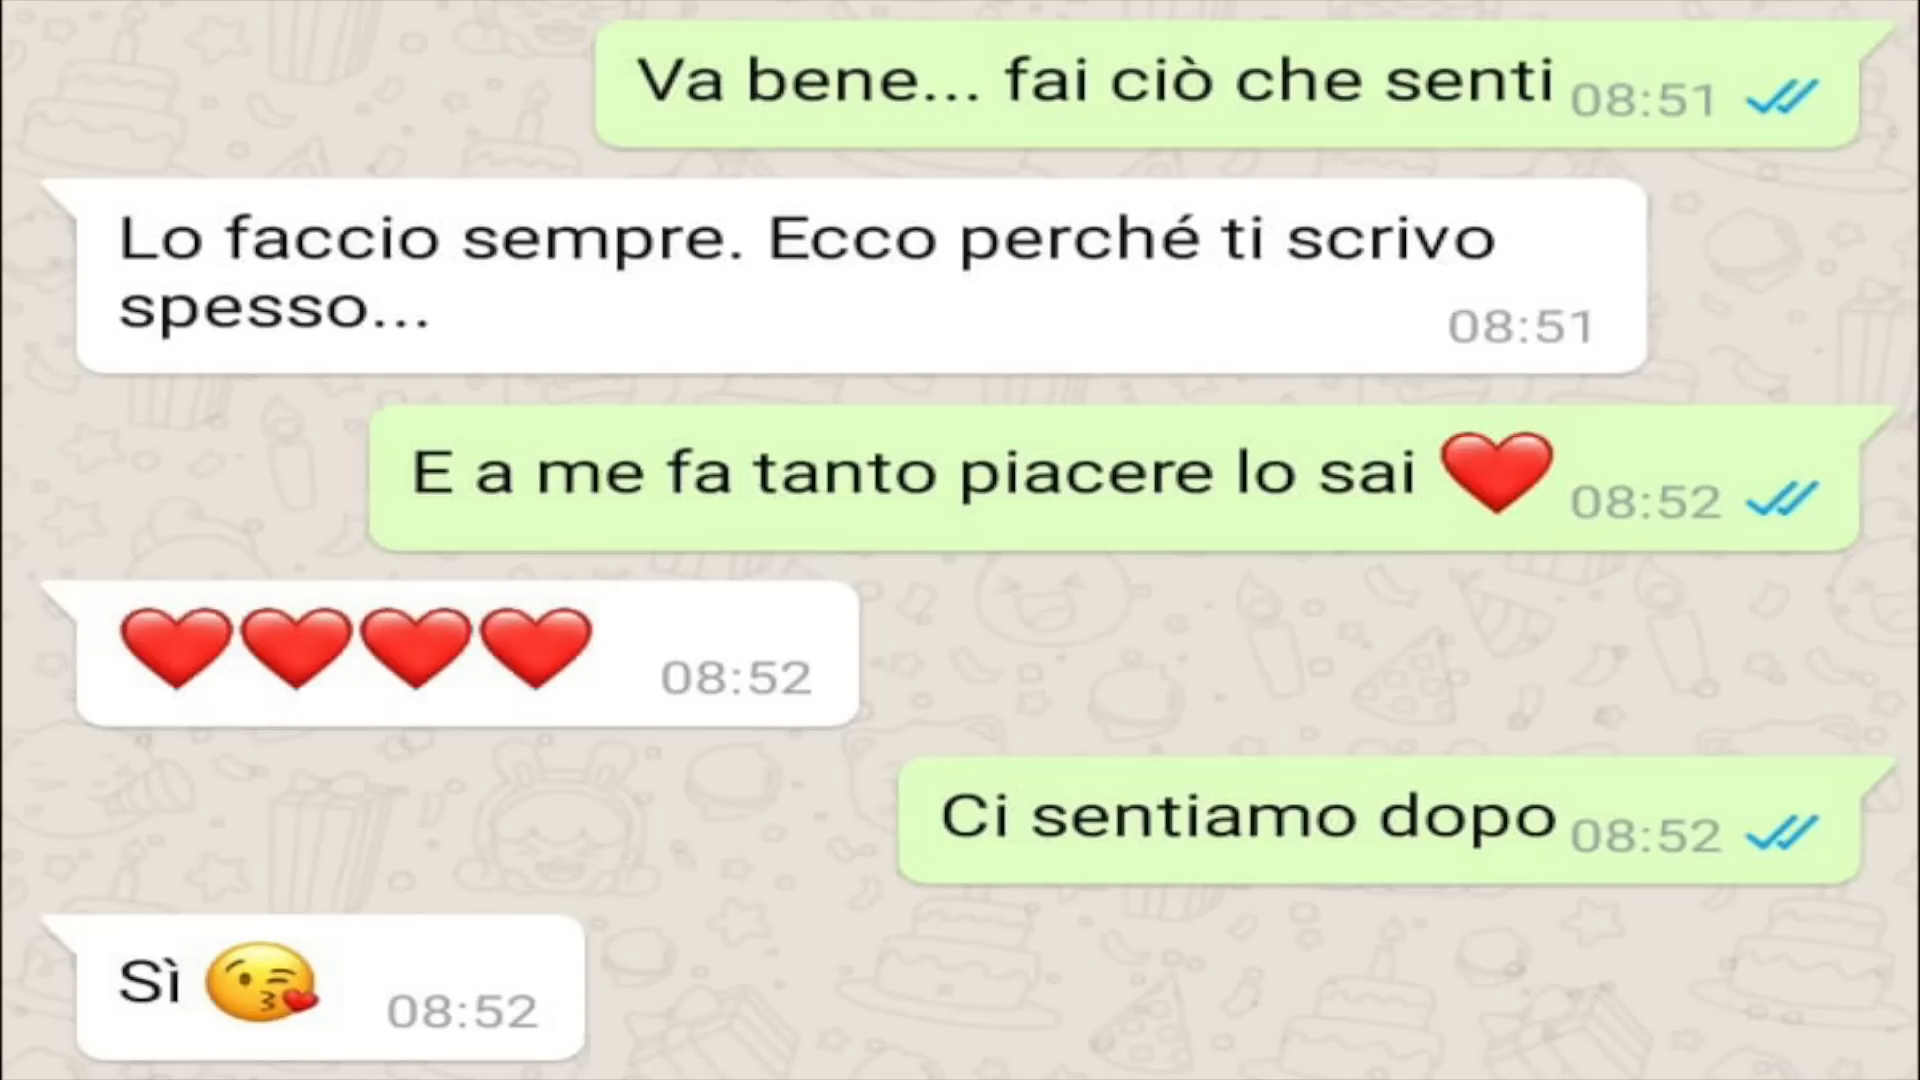 Va bene... fai ciò che senti 08:51
Lo faccio sempre. Ecco perché ti scrivo
spesso...
08:51
E a me fa tanto piacere lo sai ❤️ 08:52
❤️❤️❤️❤️ 08:52
Ci sentiamo dopo 08:52
Sì 😘 08:52